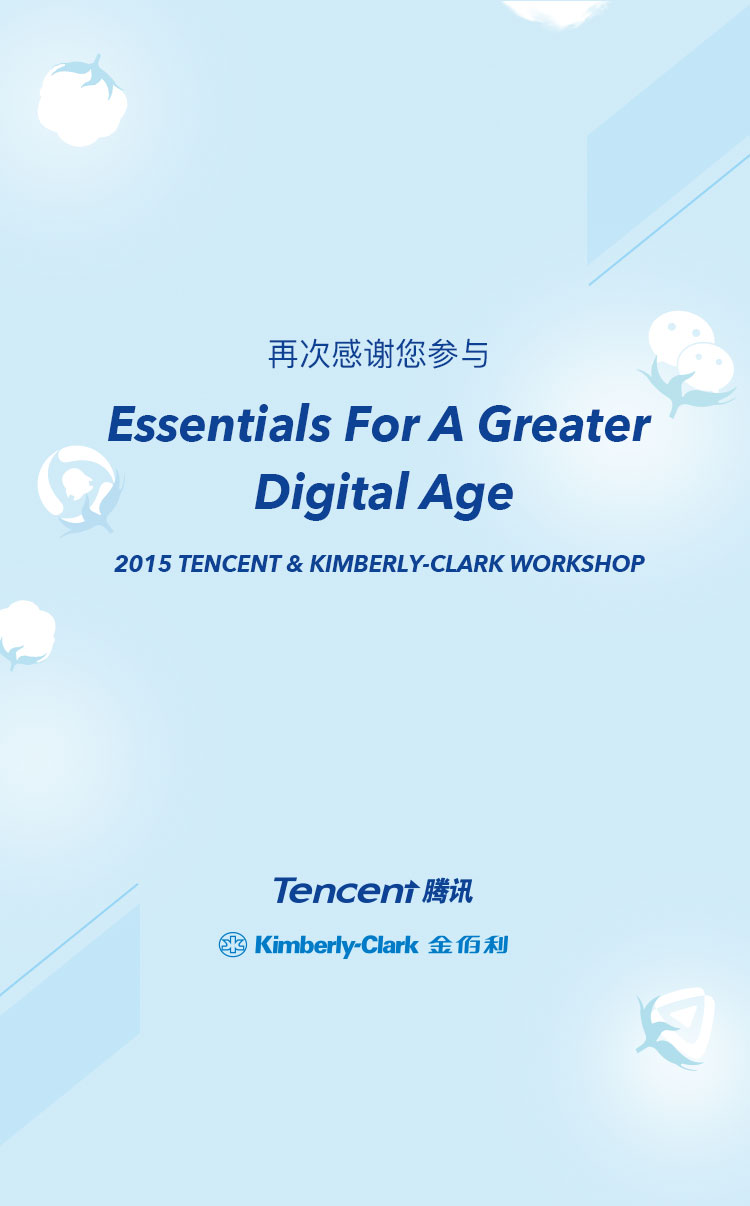 再次感谢您参与
Essentials For A Greater
Digital Age
2015 TENCENT & KIMBERLY-CLARK WORKSHOP
Tencent 腾讯
Kimberly-Clark 金佰利